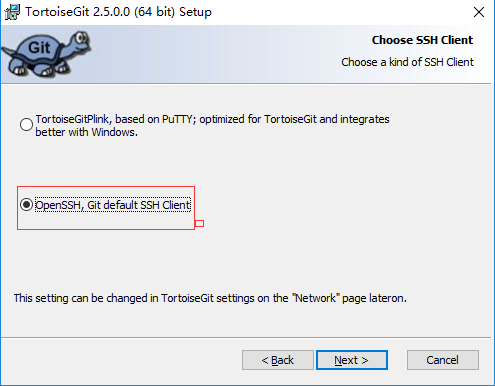 TortoiseGit 2.5.0.0 (64 bit) Setup
Git
Choose SSH Client
Choose a kind of SSH Client
TortoiseGitPlink, based on PuTTY; optimized for TortoiseGit and integrates
better with Windows.
OpenSSH, Git default SSH Client
This setting can be changed in TortoiseGit settings on the "Network" page lateron.
< Back
Next >
Cancel